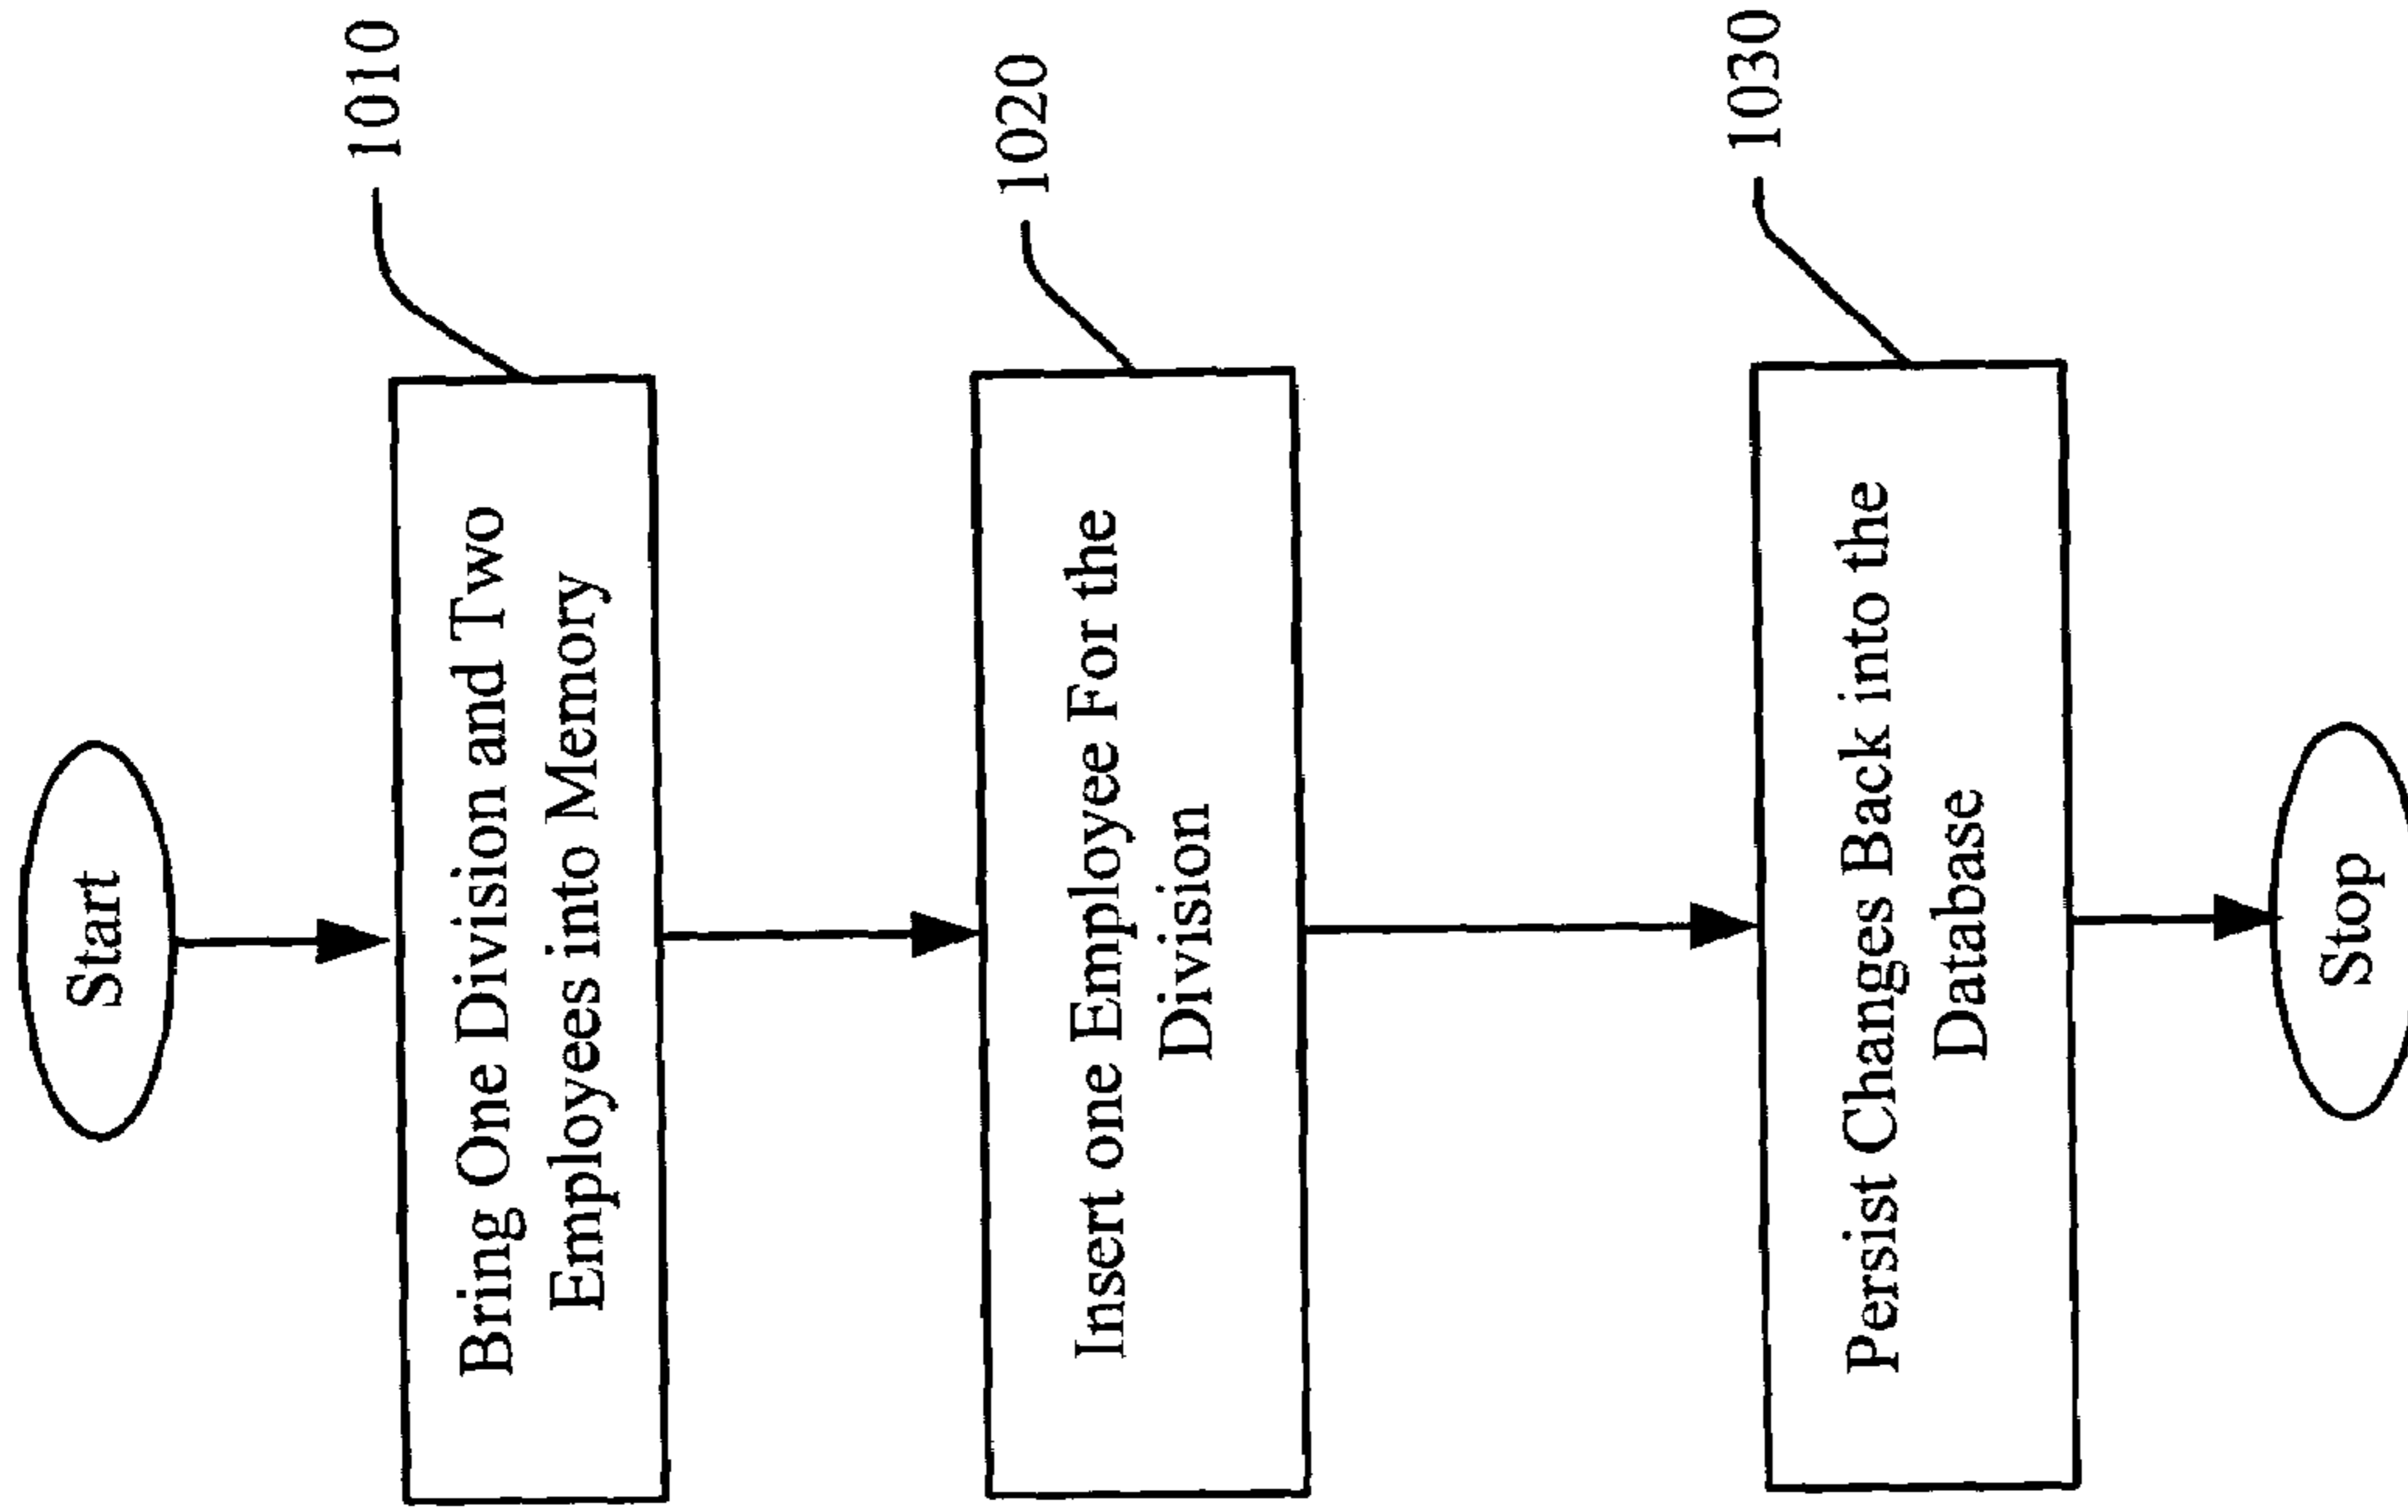 Start
1010
Bring One Division and Two
Employees into Memory
1020
Insert one Employee For the
Division
1030
Persist Changes Back into the
Database
Stop